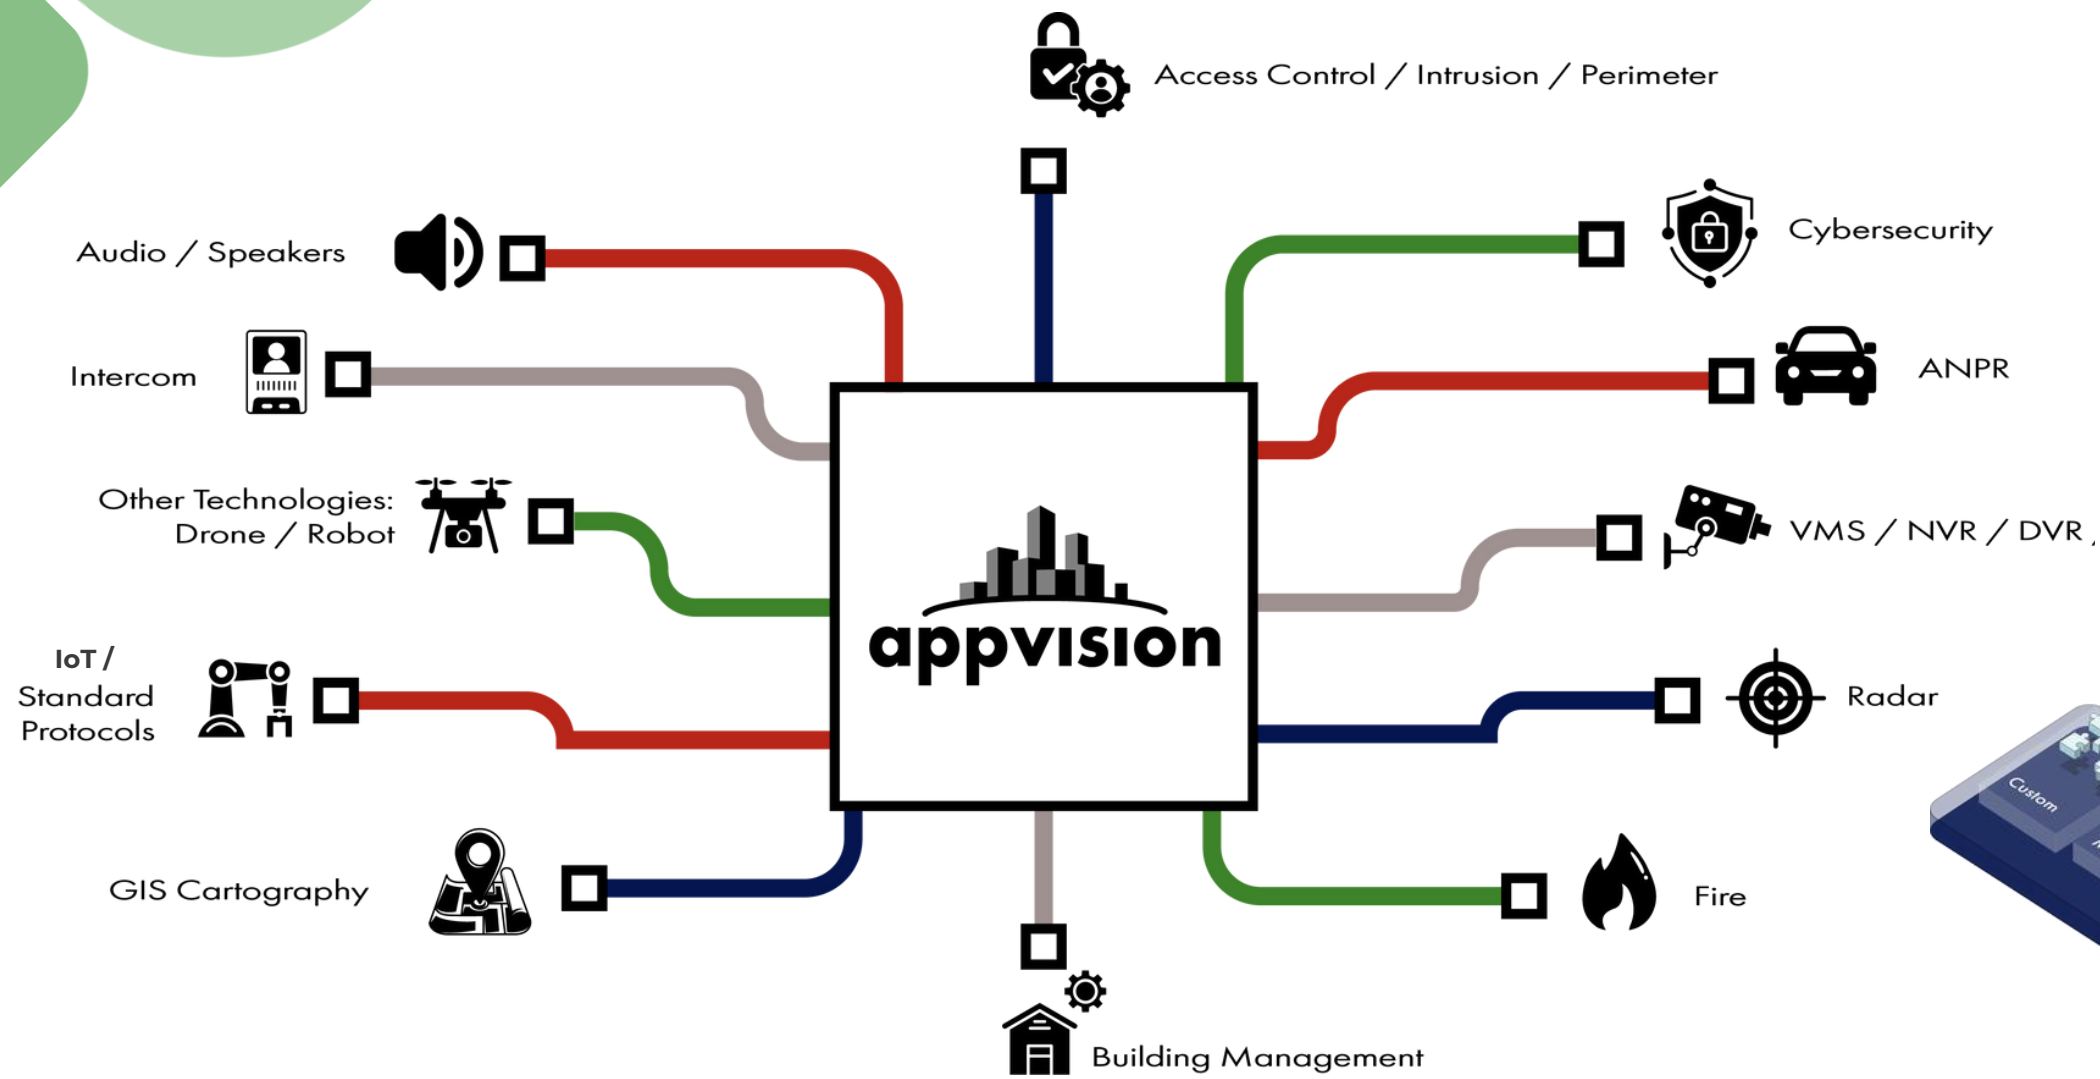 Access Control / Intrusion / Perimeter
Audio / Speakers
Cybersecurity
Intercom
ANPR
Other Technologies:
Drone / Robot
VMS / NVR / DVR /
appvision
IoT /
Standard
Protocols
Radar
Custom
GIS Cartography
Fire
Building Management